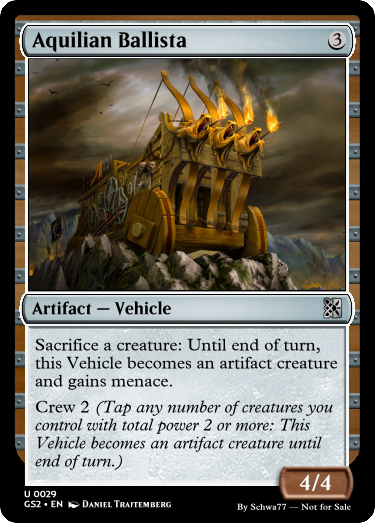 Aquilian Ballista
3
Artifact — Vehicle
Sacrifice a creature: Until end of turn,
this Vehicle becomes an artifact creature
and gains menace.
Crew 2 (Tap any number of creatures you
control with total power 2 or more: This
Vehicle becomes an artifact creature until
end of turn.)
4/4
U 0029
GS2 • EN Daniel Trajtemberg
By Schwa77 — Not for Sale